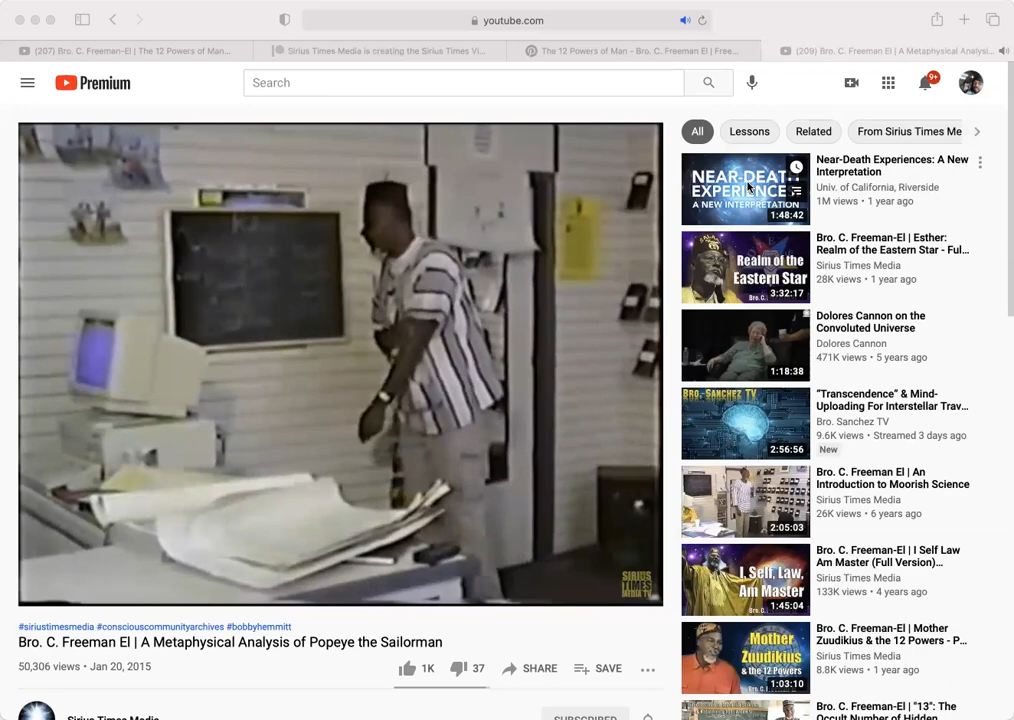 youtube.com
(207) Bro. C. Freeman-El | The 12 Powers of Man...
Sirius Times Media is creating the Sirius Times Vi...
The 12 Powers of Man - Bro. C. Freeman El | Free...
(209) Bro. C. Freeman El | A Metaphysical Analysi...
Premium
Search
9+
All
Lessons
Related
From Sirius Times Me
NEAR-DEATH
EXPERIENCE
A NEW INTERPRETATION
1:48:42
Near-Death Experiences: A New
Interpretation
Univ. of California, Riverside
1M views • 1 year ago
Realm of the
Eastern Star
Bro. C.
3:32:17
Bro. C. Freeman-El | Esther:
Realm of the Eastern Star - Ful...
Sirius Times Media
28K views • 1 year ago
1:18:38
Dolores Cannon on the
Convoluted Universe
Dolores Cannon
471K views • 5 years ago
BRO. SANCHEZ TV
2:56:56
“Transcendence” & Mind-
Uploading For Interstellar Trav...
Bro. Sanchez TV
9.6K views • Streamed 3 days ago
New
2:05:03
Bro. C. Freeman El | An
Introduction to Moorish Science
Sirius Times Media
26K views • 6 years ago
I, Self, Law,
Am Master
Bro. C.
1:45:04
Bro. C. Freeman-El | I Self Law
Am Master (Full Version)...
Sirius Times Media
133K views • 4 years ago
Mother
Zuudikius
& the 12 Powers
Bro. C.
1:03:10
Bro. C. Freeman-El | Mother
Zuudikius & the 12 Powers - P...
Sirius Times Media
8.8K views • 1 year ago
Bro. C. Freeman-El | "13": The
Occult Number of Hidden
SIRIUS
TIMES
MEDIA TV
#siriustimesmedia #consciouscommunityarchives #bobbyhemmitt
Bro. C. Freeman El | A Metaphysical Analysis of Popeye the Sailorman
50,306 views • Jan 20, 2015
1K
37
SHARE
SAVE
Sirius Times Media
SUBSCRIBED